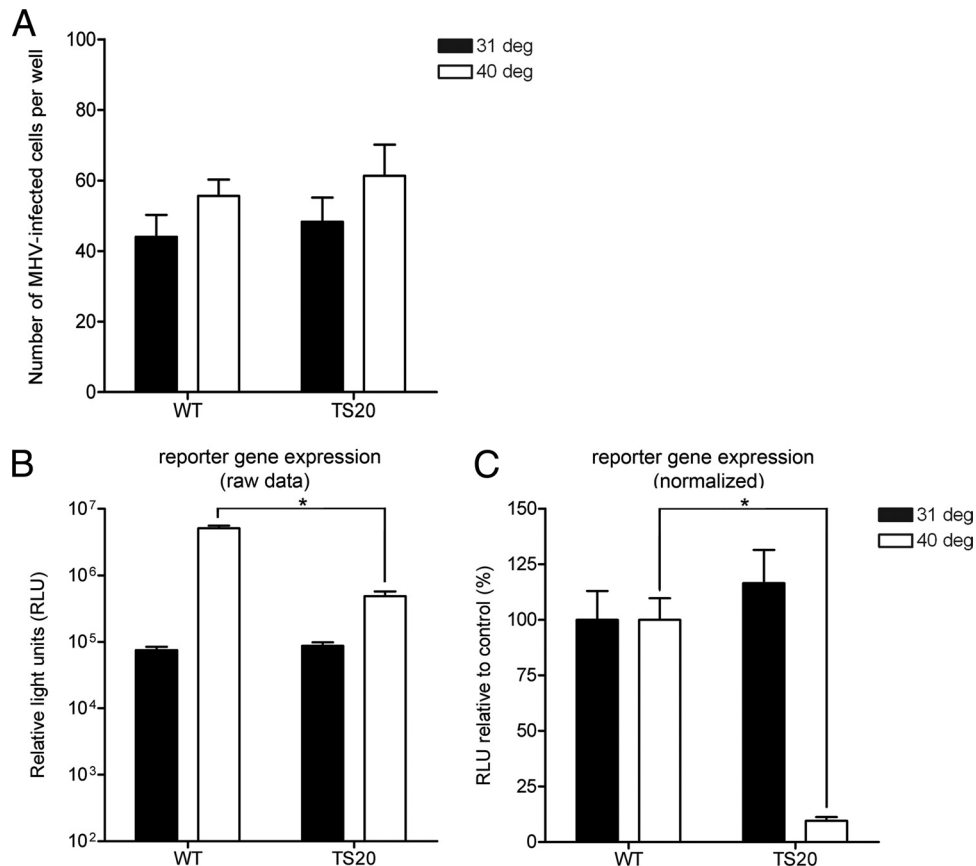 A
Number of MHV-infected cells per well
100
80
60
40
20
0
WT
TS20
31 deg
40 deg
B
reporter gene expression
(raw data)
*
Relative light units (RLU)
10⁷
10⁶
10⁵
10⁴
10³
10²
WT
TS20
C
reporter gene expression
(normalized)
*
RLU relative to control (%)
150
125
100
75
50
25
0
WT
TS20
31 deg
40 deg